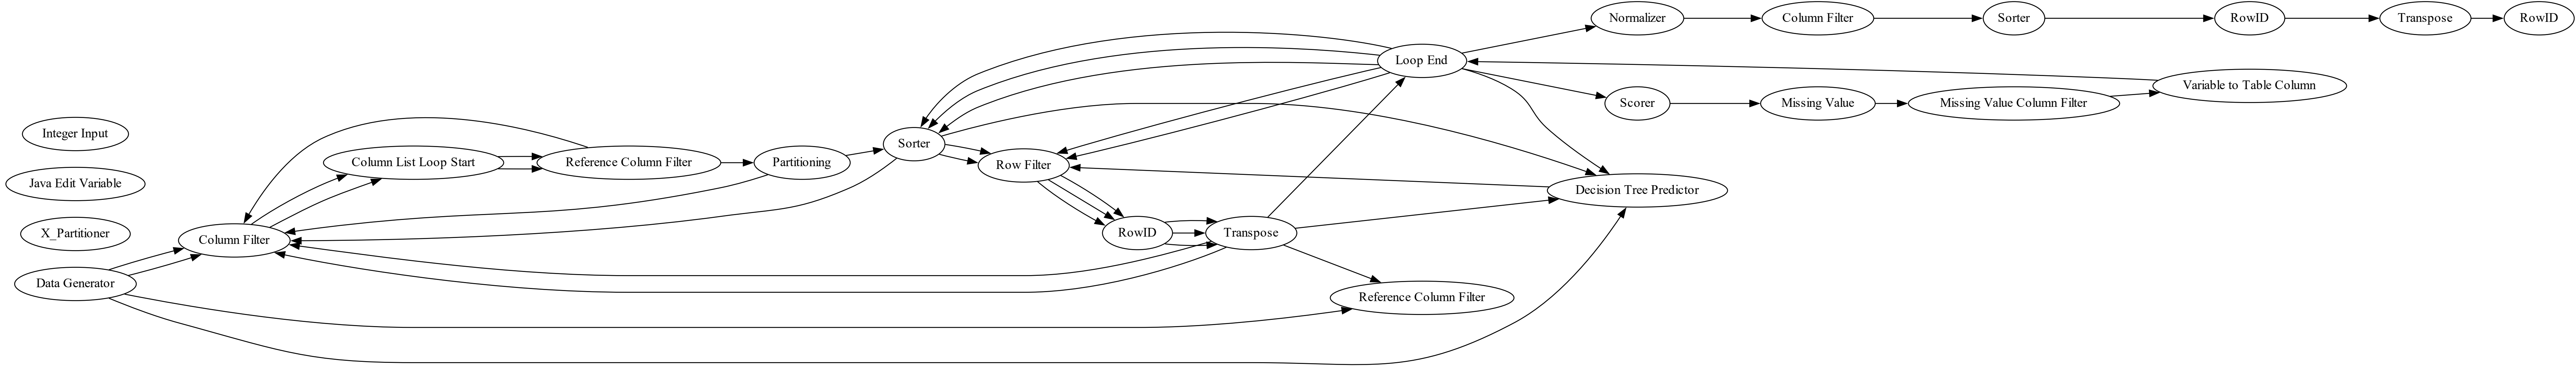 Normalizer
Column Filter
Sorter
RowID
Transpose
RowID
Loop End
Variable to Table Column
Scorer
Missing Value
Missing Value Column Filter
Integer Input
Sorter
Column List Loop Start
Reference Column Filter
Partitioning
Row Filter
Java Edit Variable
Decision Tree Predictor
X_Partitioner
Column Filter
RowID
Transpose
Data Generator
Reference Column Filter